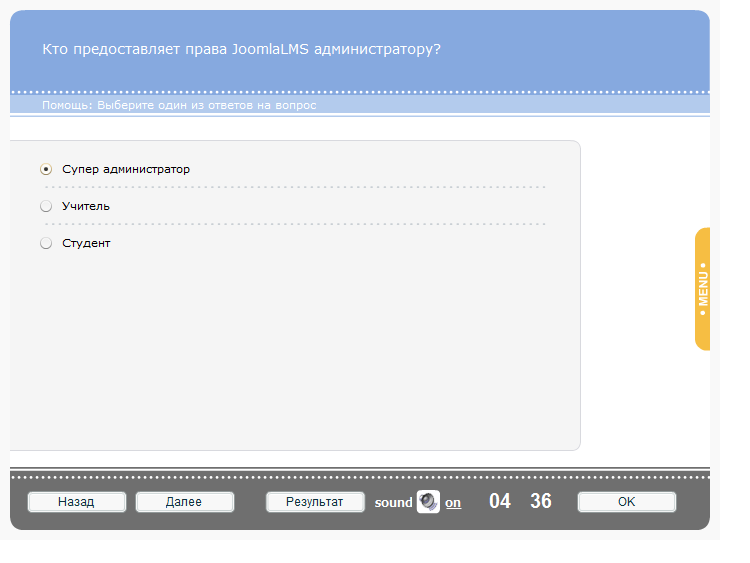 Кто предоставляет права JoomlaLMS администратору?
Помощь: Выберите один из ответов на вопрос
Супер администратор
Учитель
Студент
• MENU •
Назад Далее Результат sound on 04 36 OK